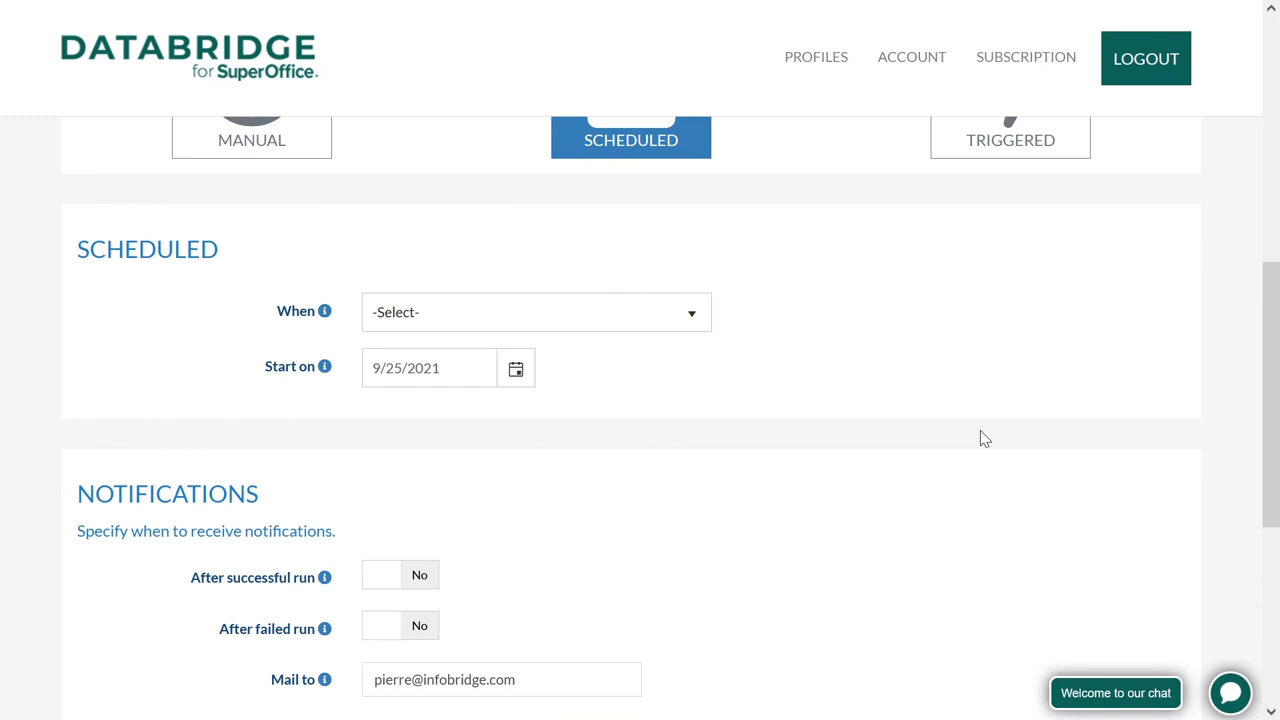 DATABRIDGE
for SuperOffice.
PROFILES ACCOUNT SUBSCRIPTION LOGOUT
MANUAL SCHEDULED TRIGGERED
SCHEDULED
When -Select-
Start on 9/25/2021
NOTIFICATIONS
Specify when to receive notifications.
After successful run No
After failed run No
Mail to pierre@infobridge.com
Welcome to our chat